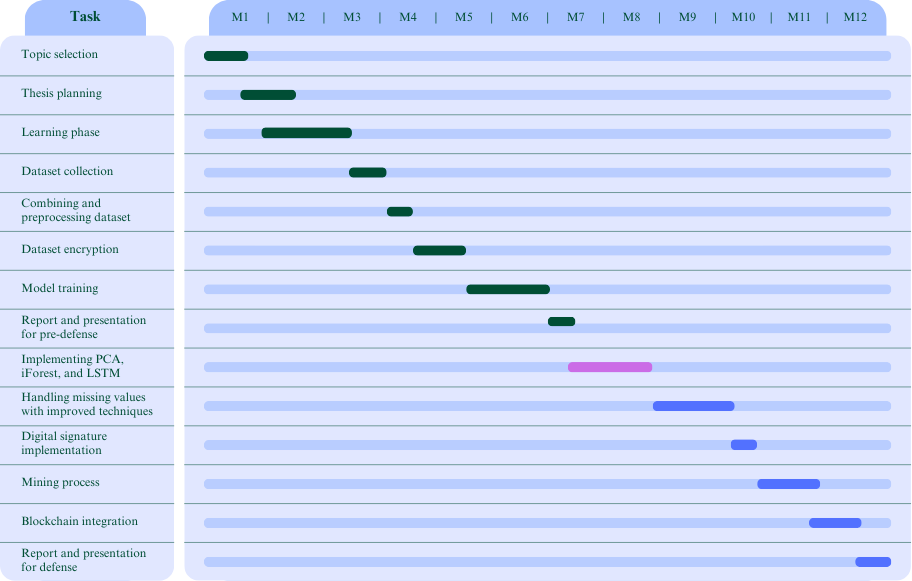 Task
M1 | M2 | M3 | M4 | M5 | M6 | M7 | M8 | M9 | M10 | M11 | M12
Topic selection
Thesis planning
Learning phase
Dataset collection
Combining and
preprocessing dataset
Dataset encryption
Model training
Report and presentation
for pre-defense
Implementing PCA,
iForest, and LSTM
Handling missing values
with improved techniques
Digital signature
implementation
Mining process
Blockchain integration
Report and presentation
for defense